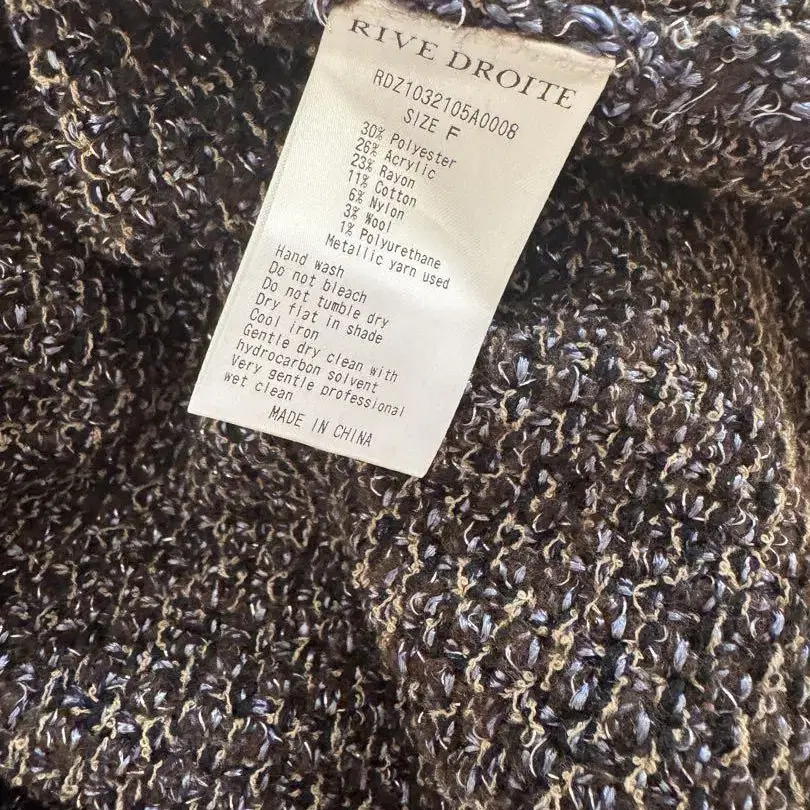 RIVE DROITE
RDZ1032105A0008
SIZE F
30% Polyester
26% Acrylic
23% Rayon
11% Cotton
6% Nylon
3% Wool
1% Polyurethane
Metallic yarn used
Hand wash
Do not bleach
Do not tumble dry
Dry flat in shade
Cool iron
Gentle dry clean with
hydrocarbon solvent
Very gentle professional
wet clean
MADE IN CHINA